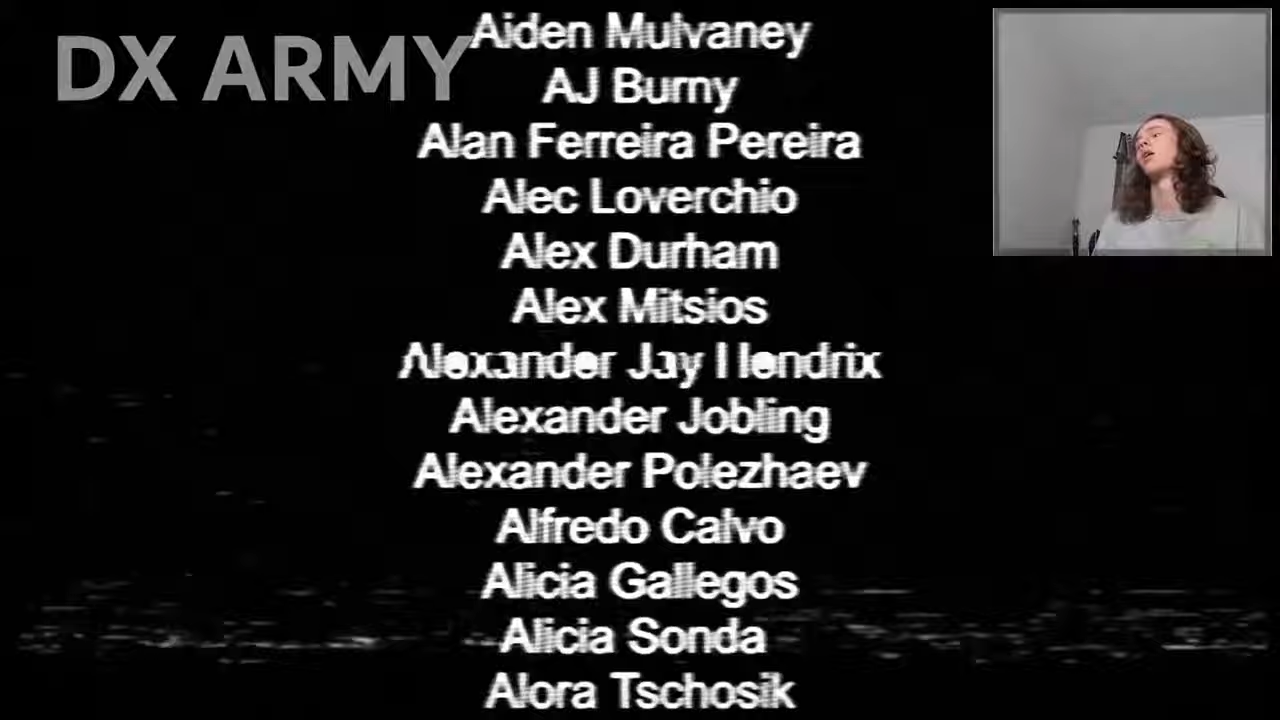 DX ARMY
Aiden Mulvaney
AJ Burny
Alan Ferreira Pereira
Alec Loverchio
Alex Durham
Alex Mitsios
Alexander Jay Hendrix
Alexander Jobling
Alexander Polezhaev
Alfredo Calvo
Alicia Gallegos
Alicia Sonda
Alora Tschosik